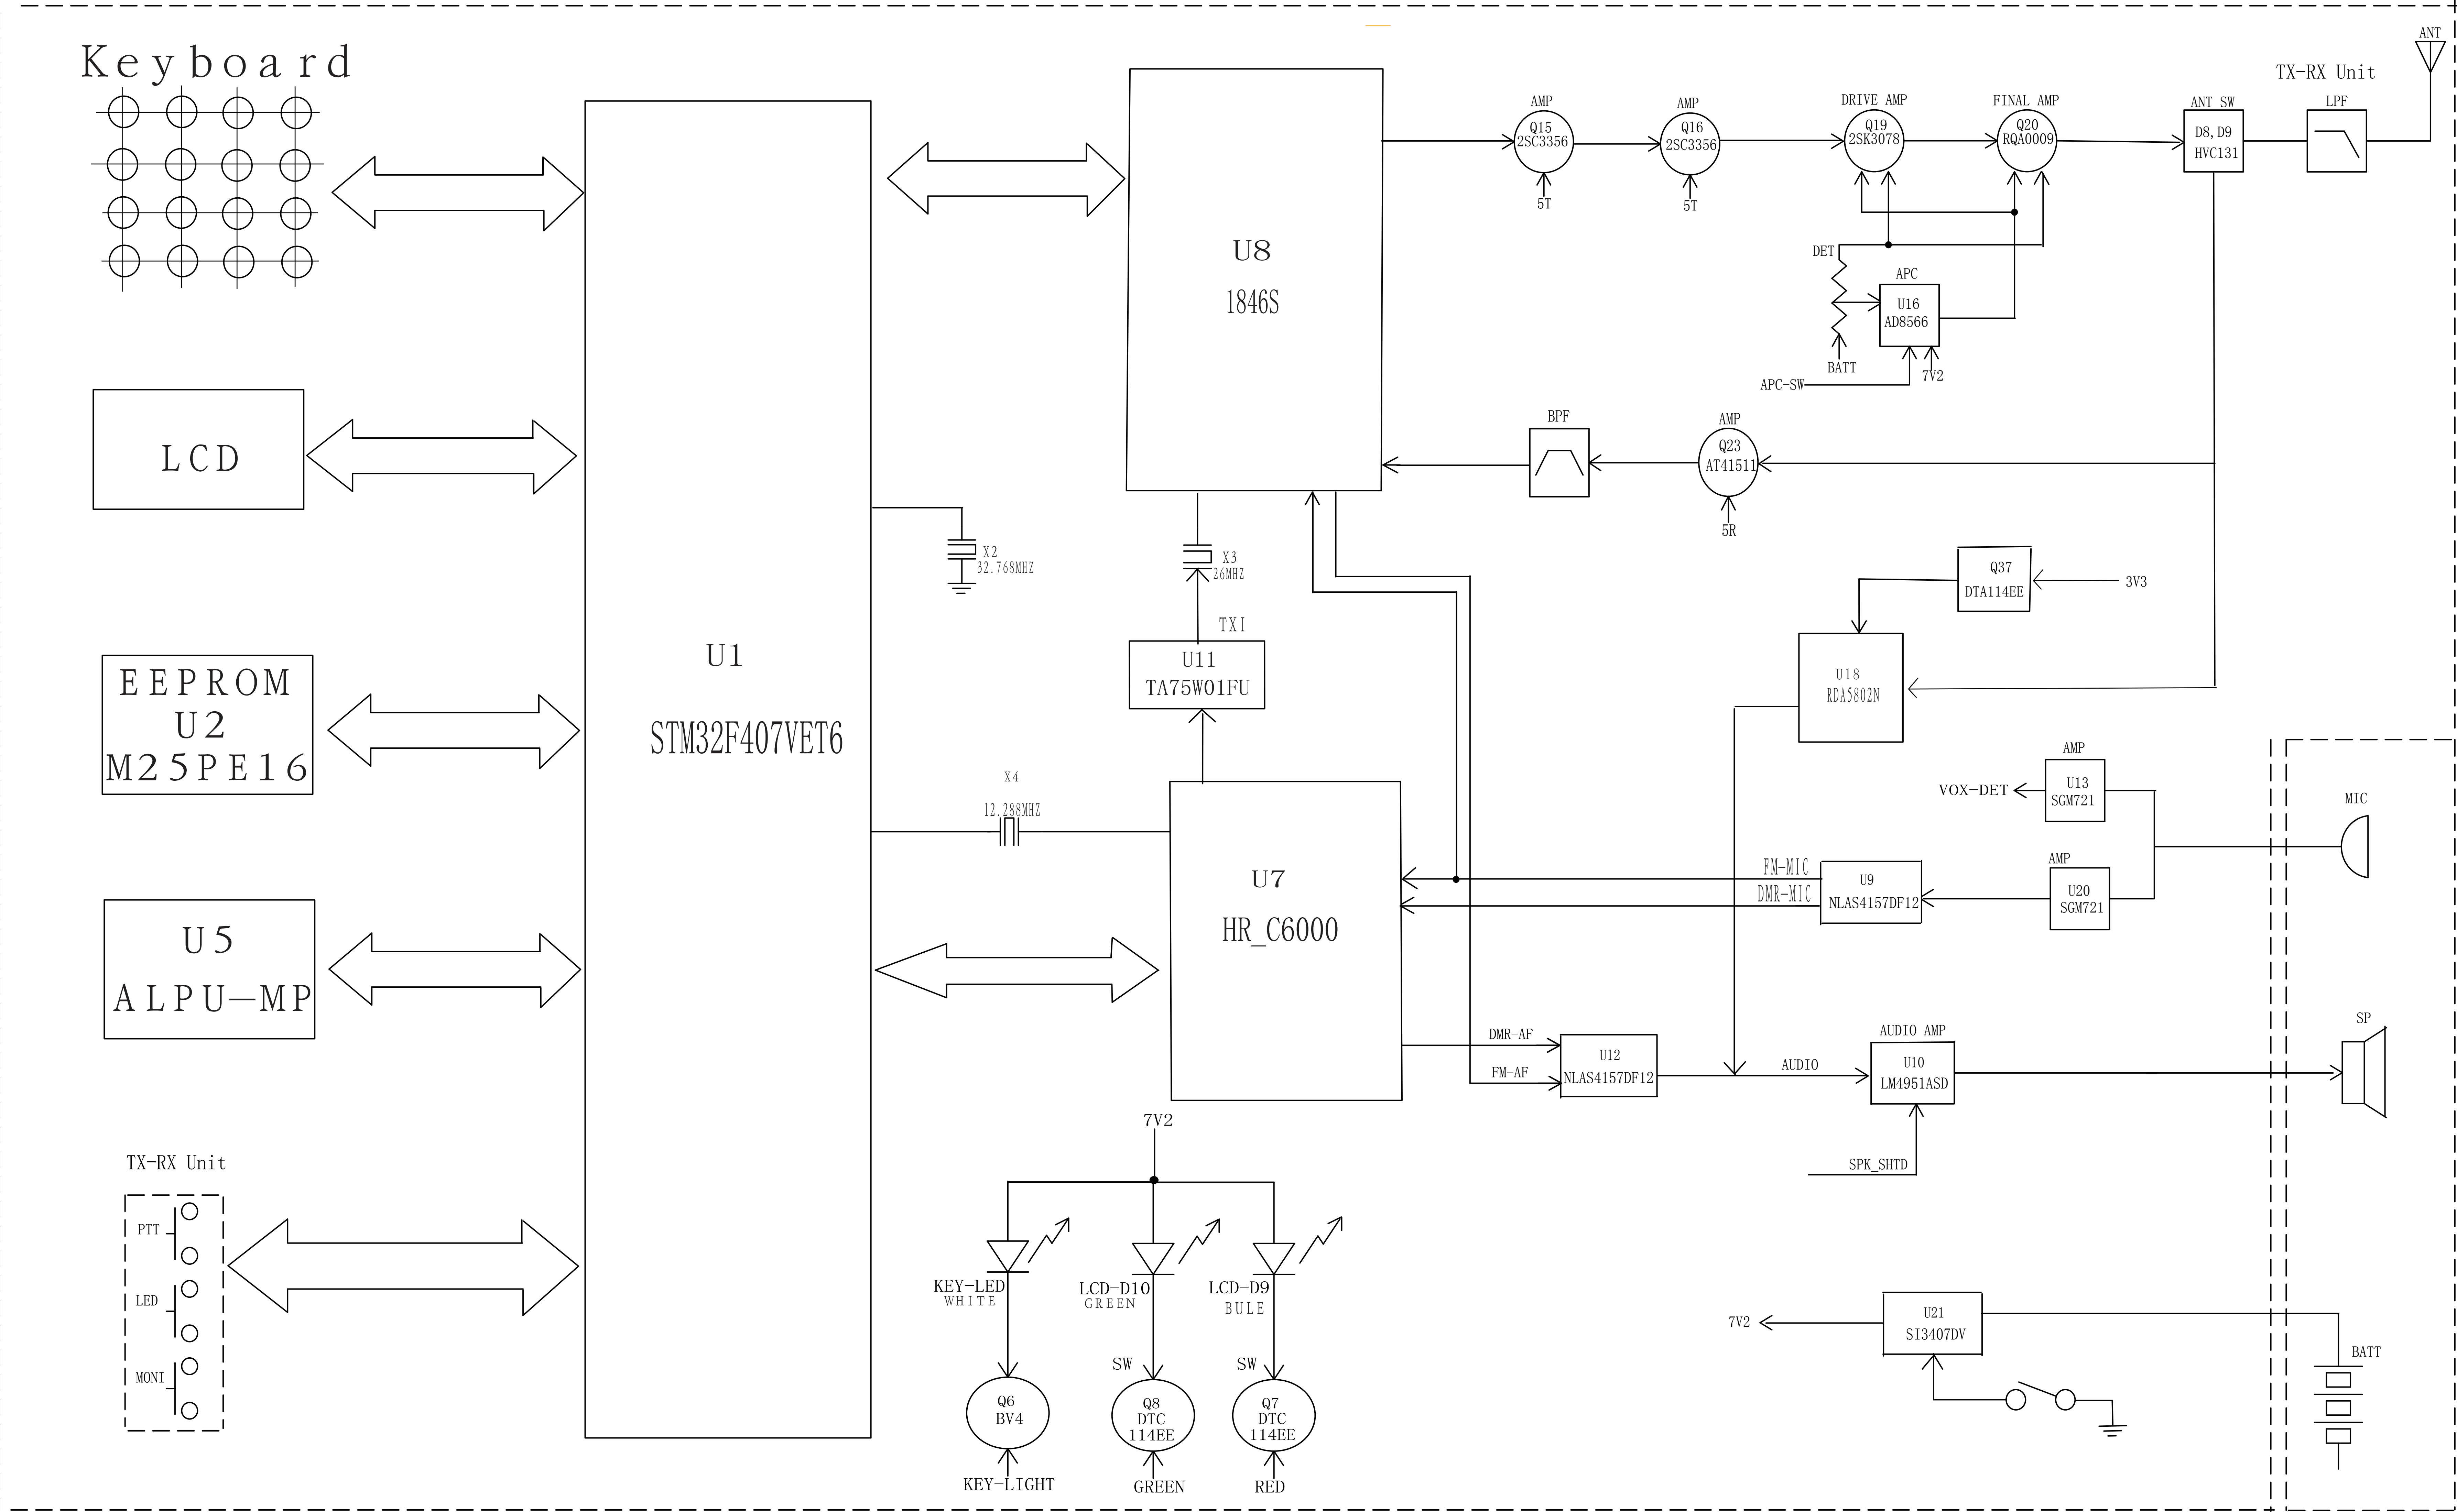 Keyboard
LCD
EEPROM
U2
M25PE16
U5
ALPU-MP
TX-RX Unit
PTT
LED
MONI
U1
STM32F407VET6
X2
32.768MHZ
X4
12.288MHZ
U8
1846S
X3
26MHZ
TXI
U11
TA75W01FU
U7
HR_C6000
7V2
KEY-LED
WHITE
LCD-D10
GREEN
LCD-D9
BULE
SW
SW
Q6
BV4
Q8
DTC
114EE
Q7
DTC
114EE
KEY-LIGHT
GREEN
RED
AMP
Q15
2SC3356
5T
AMP
Q16
2SC3356
5T
DRIVE AMP
Q19
2SK3078
FINAL AMP
Q20
RQA0009
ANT SW
D8,D9
HVC131
TX-RX Unit
LPF
ANT
DET
APC
U16
AD8566
BATT
7V2
APC-SW
BPF
AMP
Q23
AT41511
5R
Q37
DTA114EE
3V3
U18
RDA5802N
AMP
U13
SGM721
VOX-DET
MIC
FM-MIC
DMR-MIC
U9
NLAS4157DF12
AMP
U20
SGM721
DMR-AF
FM-AF
U12
NLAS4157DF12
AUDIO
AUDIO AMP
U10
LM4951ASD
SPK_SHTD
SP
7V2
U21
SI3407DV
BATT